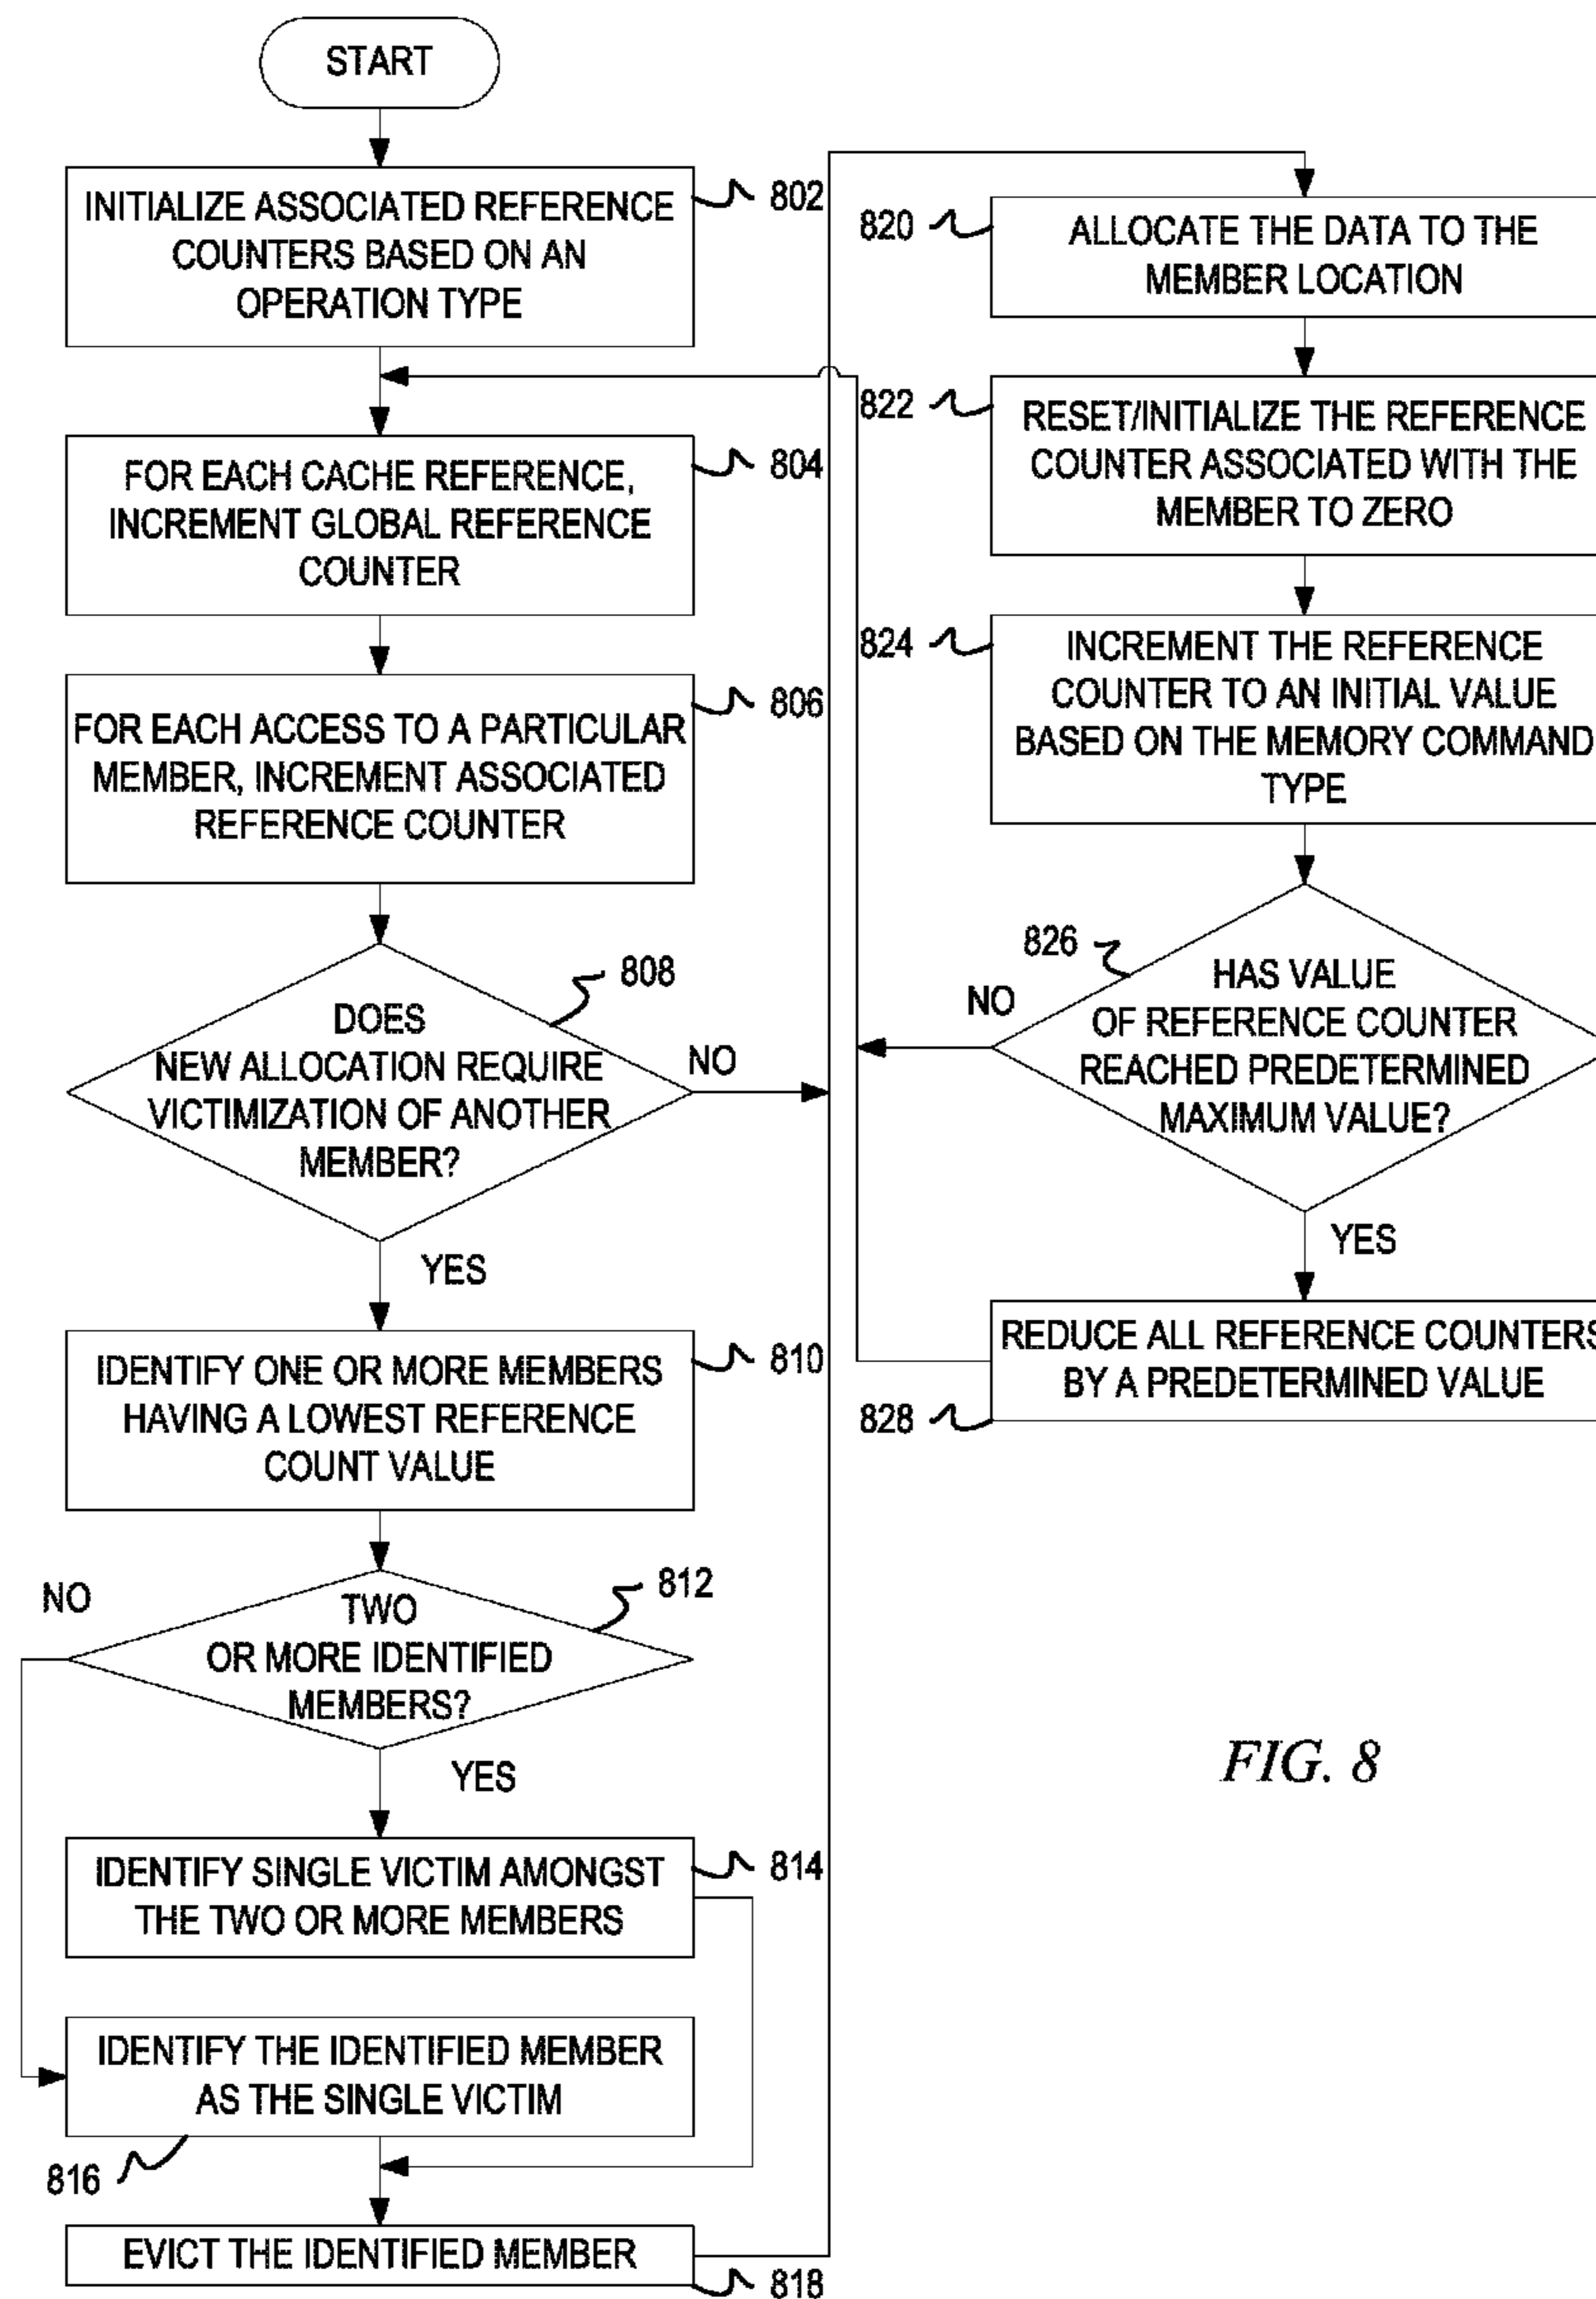 START
INITIALIZE ASSOCIATED REFERENCE
COUNTERS BASED ON AN
OPERATION TYPE
802
FOR EACH CACHE REFERENCE,
INCREMENT GLOBAL REFERENCE
COUNTER
804
FOR EACH ACCESS TO A PARTICULAR
MEMBER, INCREMENT ASSOCIATED
REFERENCE COUNTER
806
DOES
NEW ALLOCATION REQUIRE
VICTIMIZATION OF ANOTHER
MEMBER?
808
NO
YES
IDENTIFY ONE OR MORE MEMBERS
HAVING A LOWEST REFERENCE
COUNT VALUE
810
TWO
OR MORE IDENTIFIED
MEMBERS?
812
NO
YES
IDENTIFY SINGLE VICTIM AMONGST
THE TWO OR MORE MEMBERS
814
IDENTIFY THE IDENTIFIED MEMBER
AS THE SINGLE VICTIM
816
EVICT THE IDENTIFIED MEMBER
818
820
ALLOCATE THE DATA TO THE
MEMBER LOCATION
822
RESET/INITIALIZE THE REFERENCE
COUNTER ASSOCIATED WITH THE
MEMBER TO ZERO
824
INCREMENT THE REFERENCE
COUNTER TO AN INITIAL VALUE
BASED ON THE MEMORY COMMAND
TYPE
826
HAS VALUE
OF REFERENCE COUNTER
REACHED PREDETERMINED
MAXIMUM VALUE?
NO
YES
REDUCE ALL REFERENCE COUNTERS
BY A PREDETERMINED VALUE
828
FIG. 8